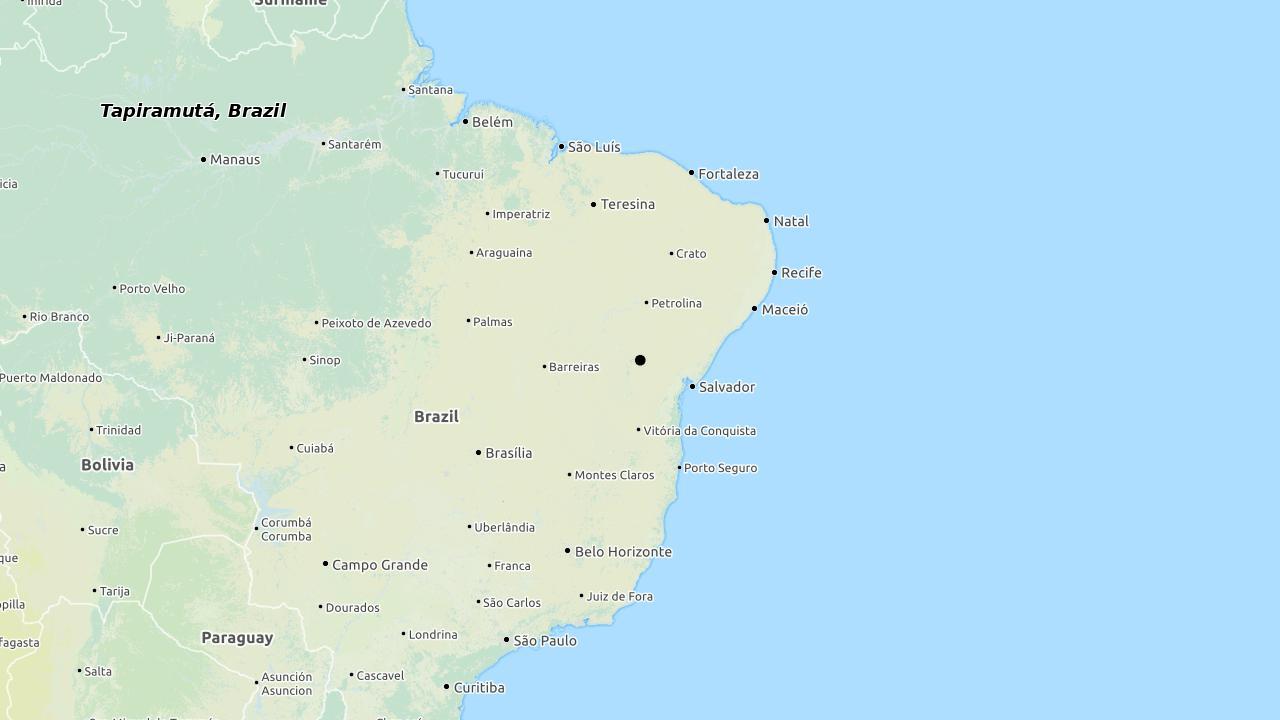 Inírida
Suriname
Santana
Tapiramutá, Brazil
Belém
Santarém
São Luís
Manaus
Fortaleza
Tucuruí
Teresina
Imperatriz
Natal
Araguaina
Crato
Recife
Porto Velho
Petrolina
Maceió
Rio Branco
Palmas
Peixoto de Azevedo
Ji-Paraná
Sinop
Barreiras
Puerto Maldonado
Salvador
Brazil
Trinidad
Vitória da Conquista
Cuiabá
Brasília
Bolivia
Porto Seguro
Montes Claros
Corumbá
Corumba
Uberlândia
Sucre
Belo Horizonte
Campo Grande
Franca
Tarija
Juiz de Fora
São Carlos
Dourados
Londrina
Paraguay
São Paulo
Salta
Cascavel
Asunción
Asuncion
Curitiba